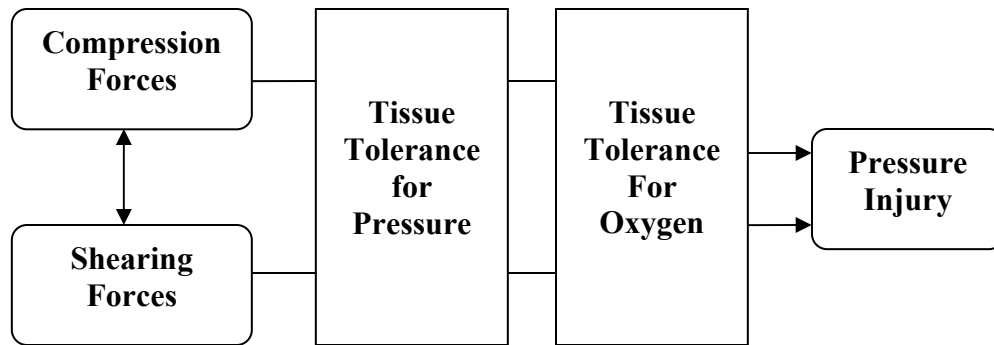 Compression
Forces
Shearing
Forces
Tissue
Tolerance
for
Pressure
Tissue
Tolerance
For
Oxygen
Pressure
Injury